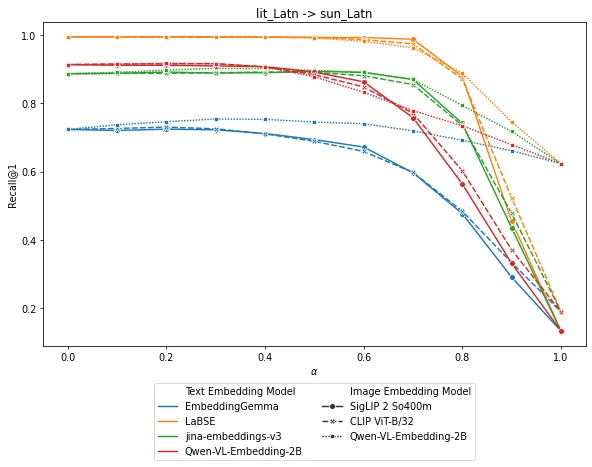 lit_Latn -> sun_Latn
1.0
0.8
0.6
0.4
0.2
Recall@1
0.0 0.2 0.4 0.6 0.8 1.0
α
Text Embedding Model Image Embedding Model
EmbeddingGemma SigLIP 2 So400m
LaBSE CLIP ViT-B/32
jina-embeddings-v3 Qwen-VL-Embedding-2B
Qwen-VL-Embedding-2B